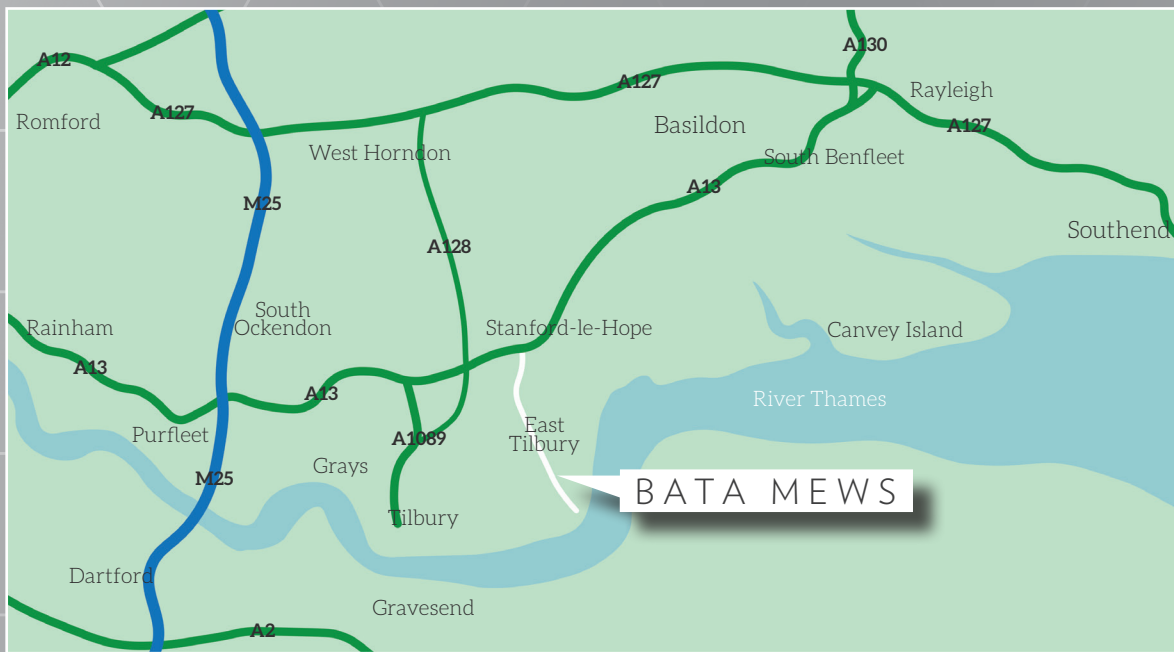 A130
A12
A127
Rayleigh
A127
Romford
Basildon
A127
West Horndon
South Benfleet
A13
M25
Southend
A128
South
Ockendon
Rainham
Stanford-le-Hope
Canvey Island
A13
A13
River Thames
East
Tilbury
Purfleet
A1089
Grays
M25
BATA MEWS
Tilbury
Dartford
Gravesend
A2